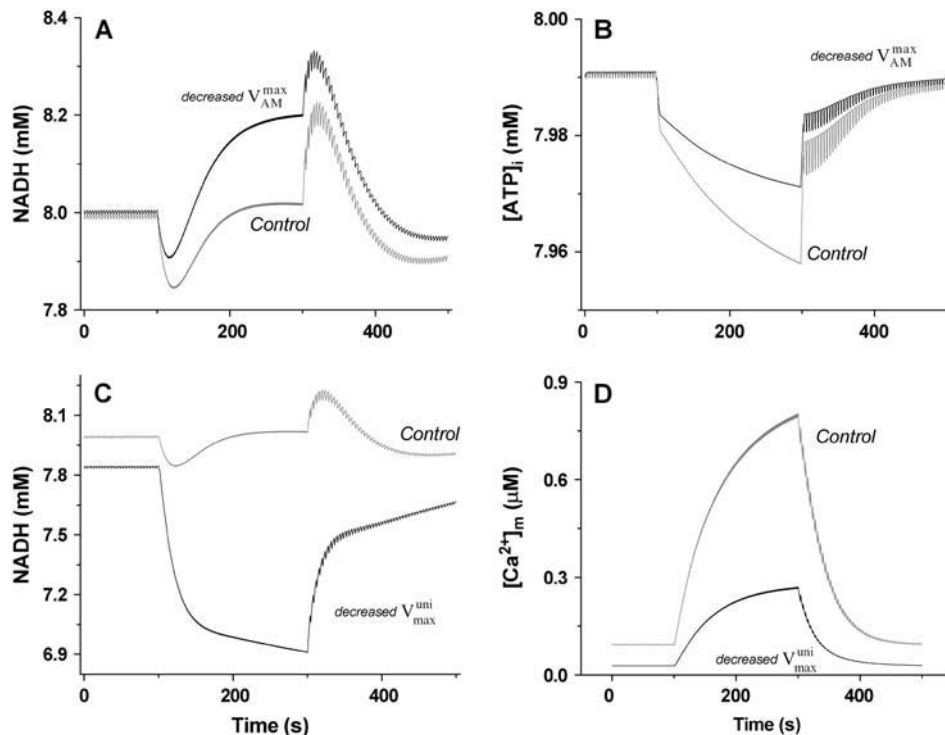 A
8.4
NADH (mM)
8.2
8.0
7.8
decreased V_AM^max
Control
0
200
400
B
8.00
[ATP]i (mM)
7.98
7.96
decreased V_AM^max
Control
0
200
400
C
NADH (mM)
8.1
7.8
7.5
7.2
6.9
Control
decreased V_max^uni
0
200
400
Time (s)
D
0.9
[Ca2+]m (μM)
0.6
0.3
0.0
Control
decreased V_max^uni
0
200
400
Time (s)